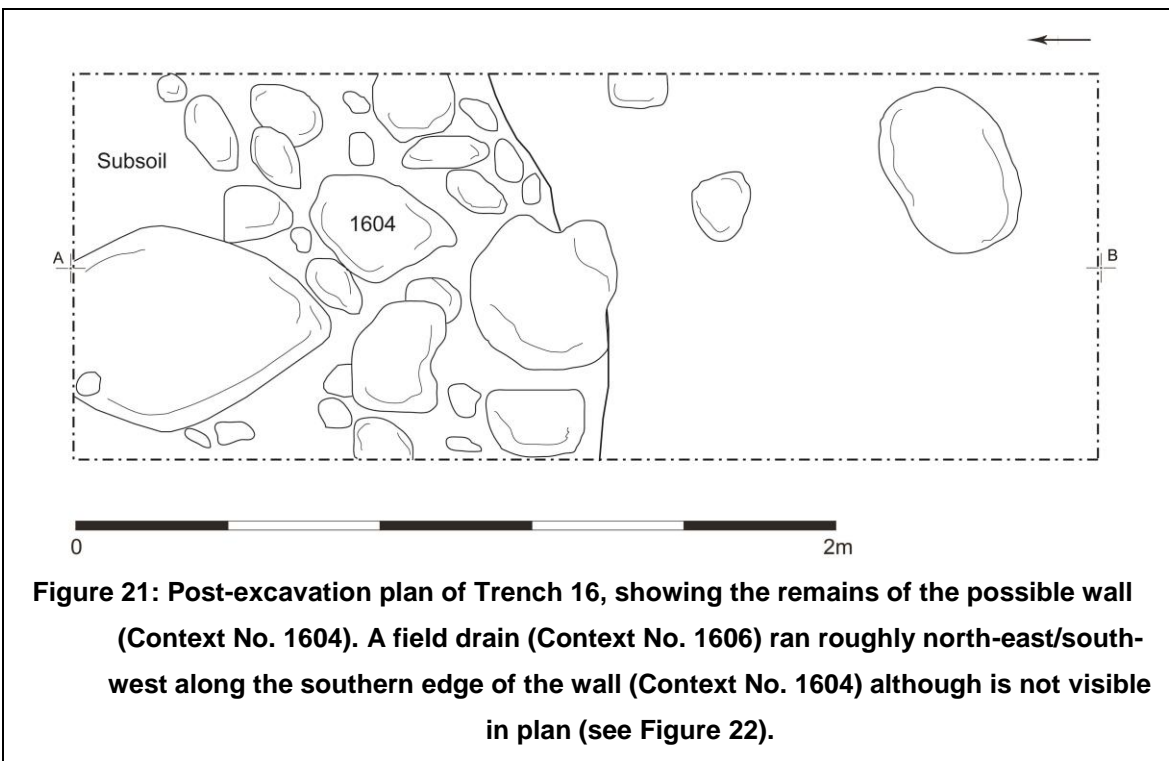 Subsoil
1604
A
B
0
2m
Figure 21: Post-excavation plan of Trench 16, showing the remains of the possible wall
(Context No. 1604). A field drain (Context No. 1606) ran roughly north-east/south-
west along the southern edge of the wall (Context No. 1604) although is not visible
in plan (see Figure 22).